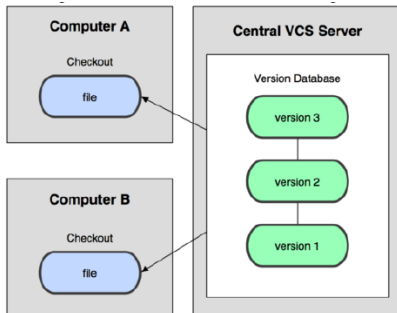 Computer A
Checkout
file
Computer B
Checkout
file
Central VCS Server
Version Database
version 3
version 2
version 1